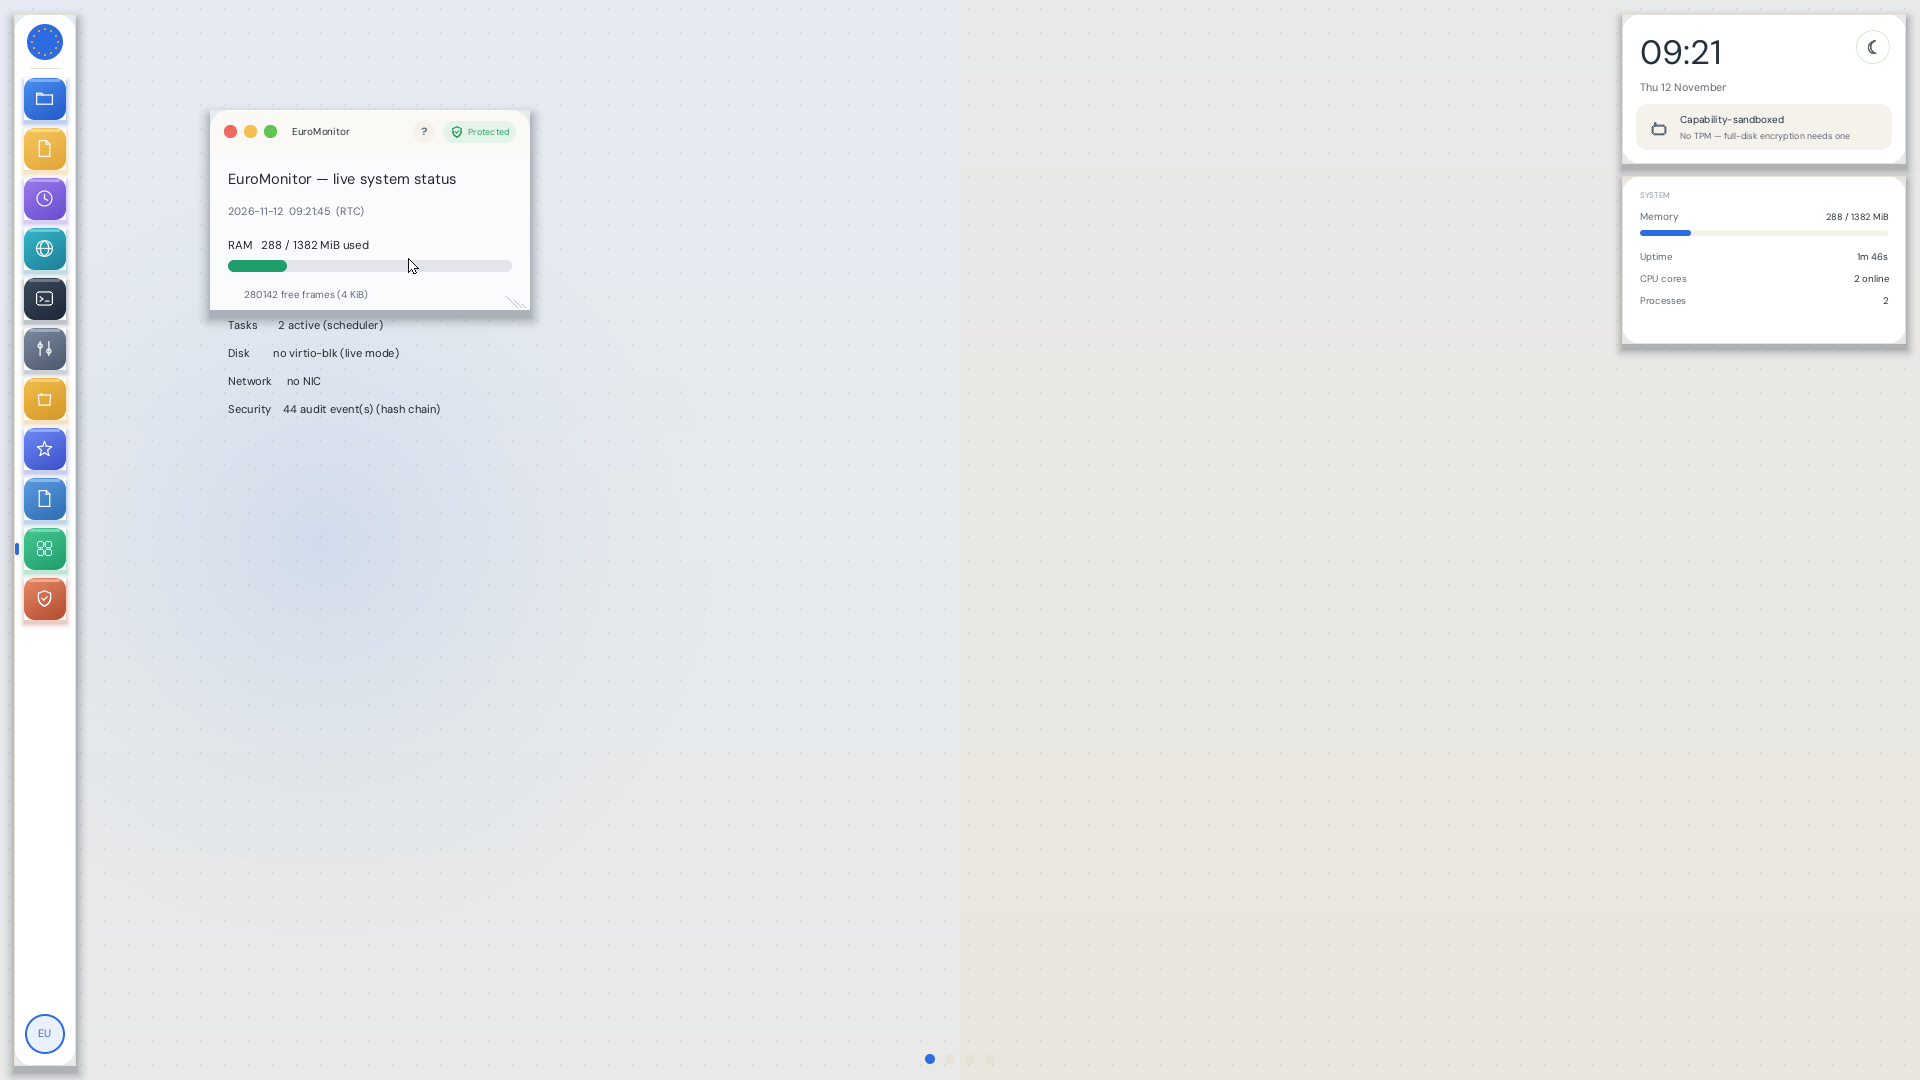 EuroMonitor
?
Protected
EuroMonitor — live system status
2026-11-12 09:21:45 (RTC)
RAM 288 / 1382 MiB used
280142 free frames (4 KiB)
Tasks 2 active (scheduler)
Disk no virtio-blk (live mode)
Network no NIC
Security 44 audit event(s) (hash chain)
09:21
Thu 12 November
Capability-sandboxed
No TPM — full-disk encryption needs one
SYSTEM
Memory 288 / 1382 MiB
Uptime 1m 46s
CPU cores 2 online
Processes 2
EU